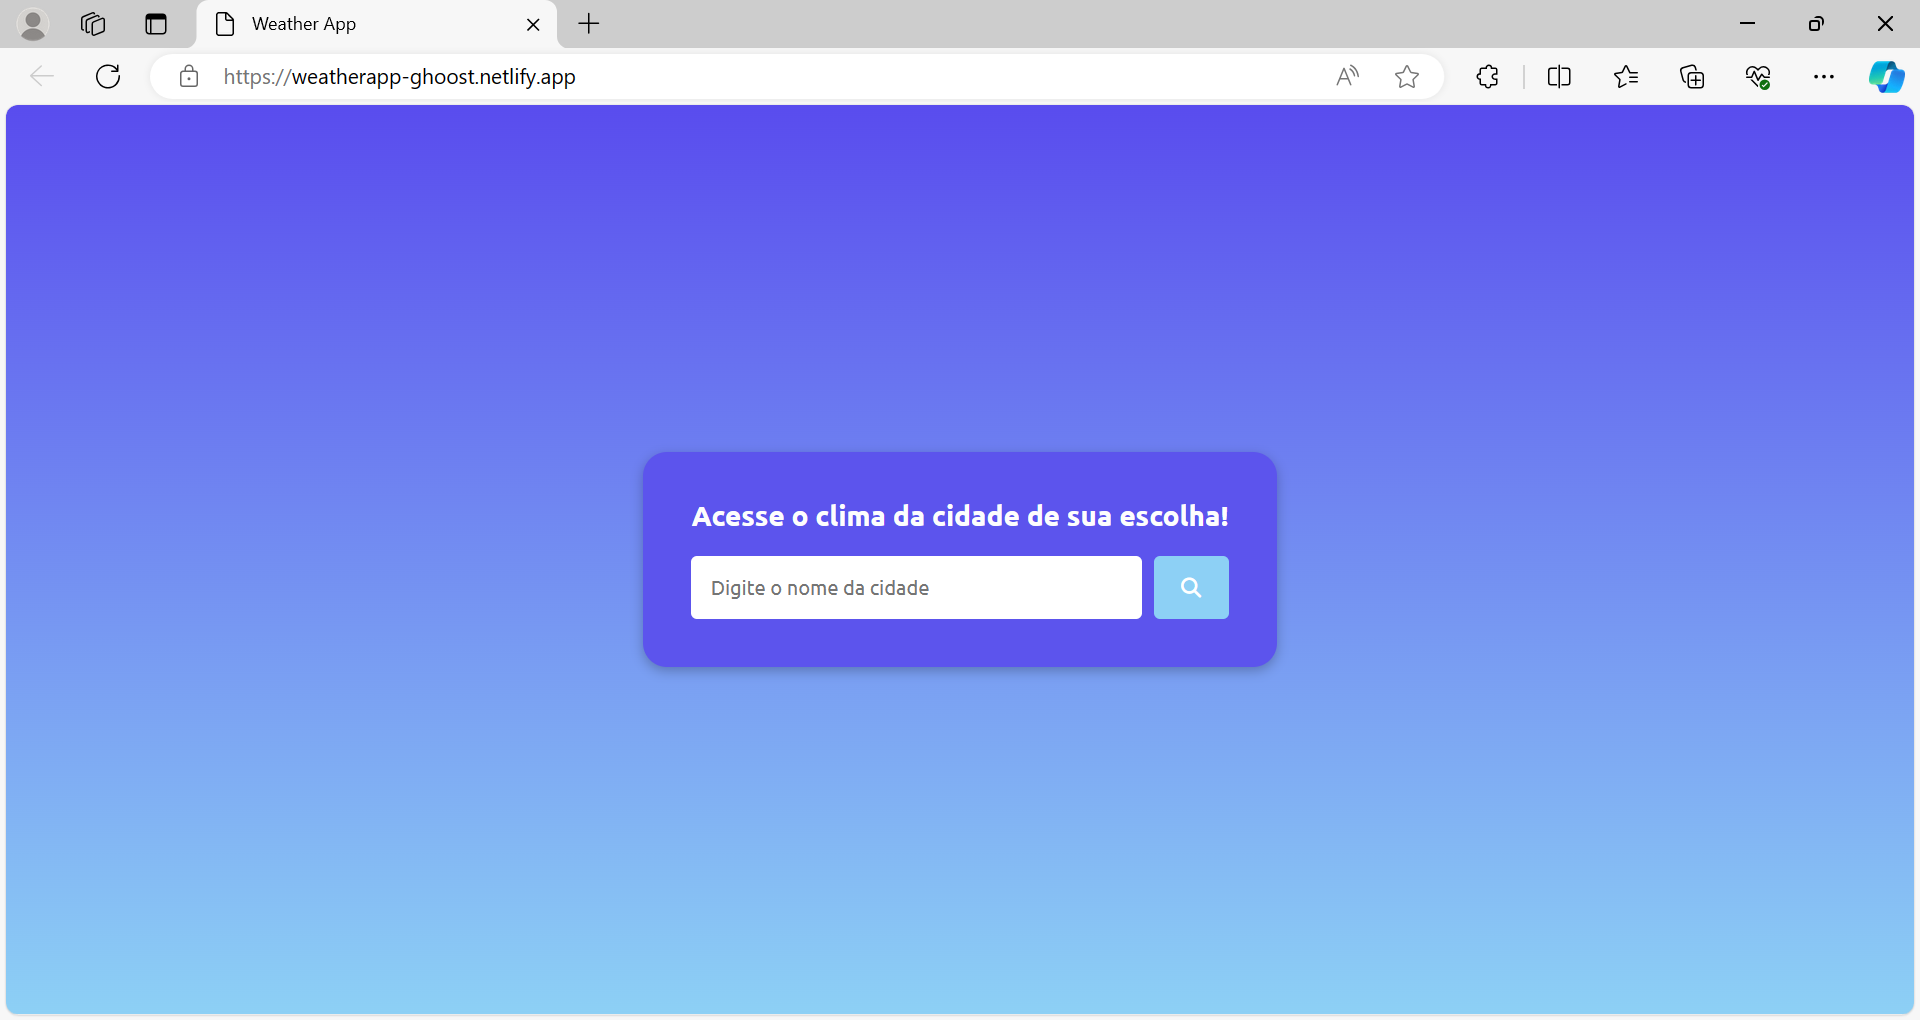 Weather App
https://weatherapp-ghoost.netlify.app
Acesse o clima da cidade de sua escolha!
Digite o nome da cidade